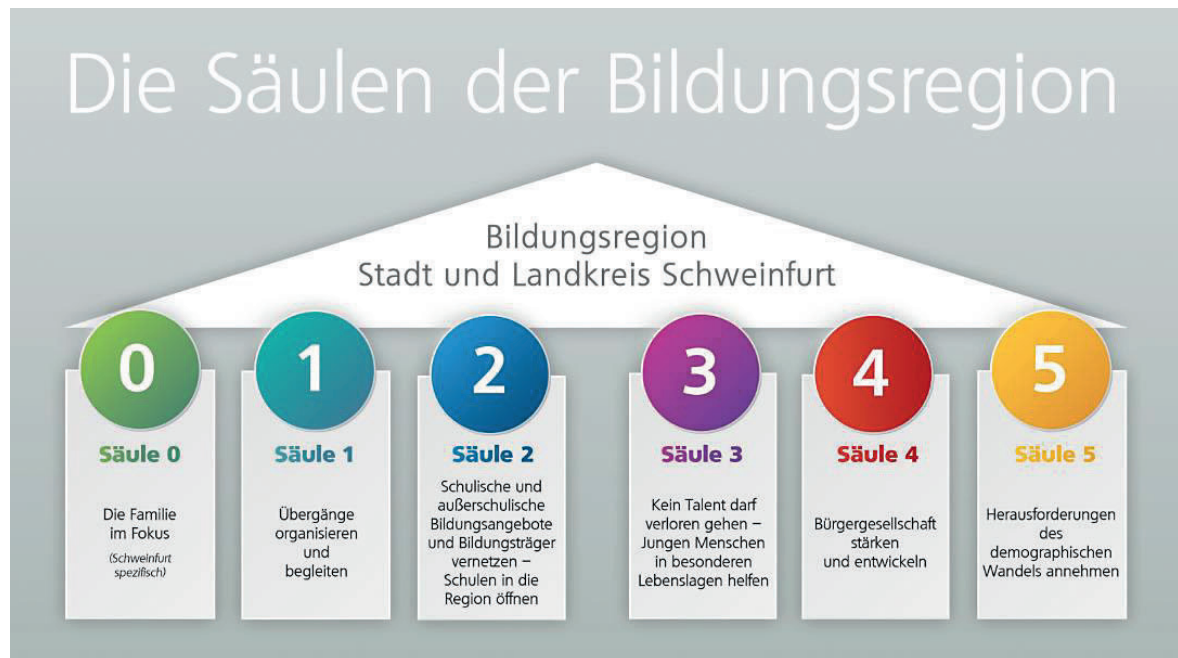 Die Säulen der Bildungsregion
Bildungsregion
Stadt und Landkreis Schweinfurt
0
Säule 0
Die Familie
im Fokus
(Schweinfurt
spezifisch)
1
Säule 1
Übergänge
organisieren
und
begleiten
2
Säule 2
Schulische und
außerschulische
Bildungsangebote
und Bildungsträger
vernetzen –
Schulen in die
Region öffnen
3
Säule 3
Kein Talent darf
verloren gehen –
Jungen Menschen
in besonderen
Lebenslagen helfen
4
Säule 4
Bürgergesellschaft
stärken
und entwickeln
5
Säule 5
Herausforderungen
des
demographischen
Wandels annehmen